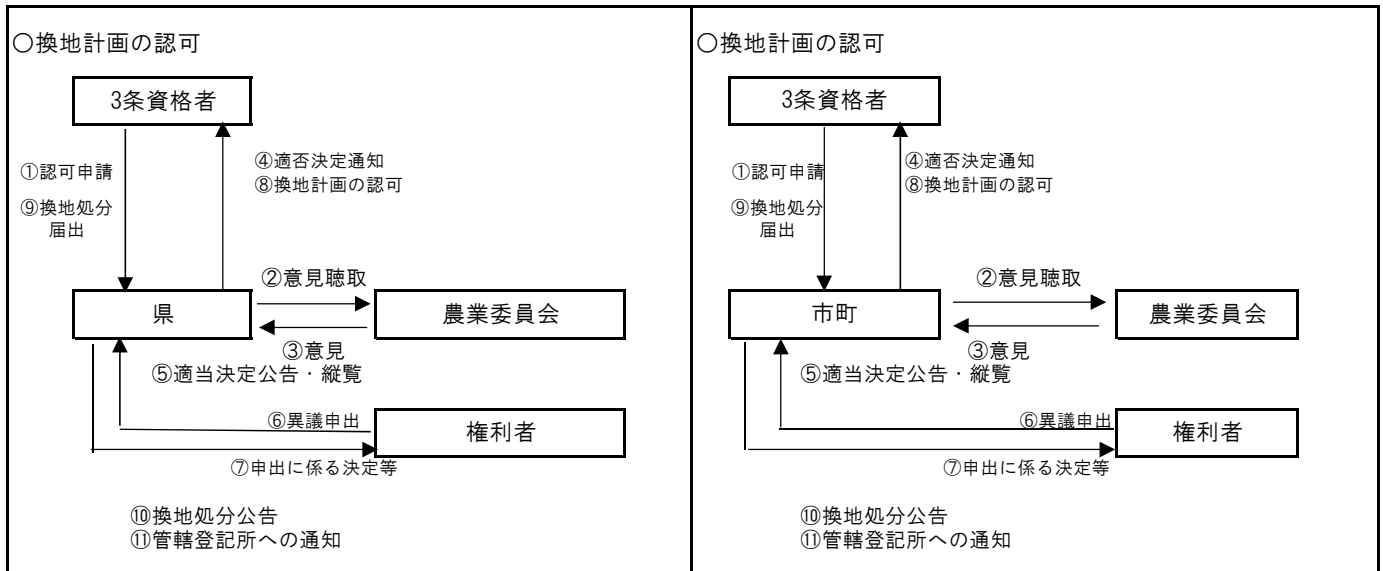 ○換地計画の認可
3条資格者
①認可申請
⑨換地処分
届出
④適否決定通知
⑧換地計画の認可
②意見聴取
県
農業委員会
③意見
⑤適当決定公告・縦覧
⑥異議申出
権利者
⑦申出に係る決定等
⑩換地処分公告
⑪管轄登記所への通知
○換地計画の認可
3条資格者
①認可申請
⑨換地処分
届出
④適否決定通知
⑧換地計画の認可
②意見聴取
市町
農業委員会
③意見
⑤適当決定公告・縦覧
⑥異議申出
権利者
⑦申出に係る決定等
⑩換地処分公告
⑪管轄登記所への通知